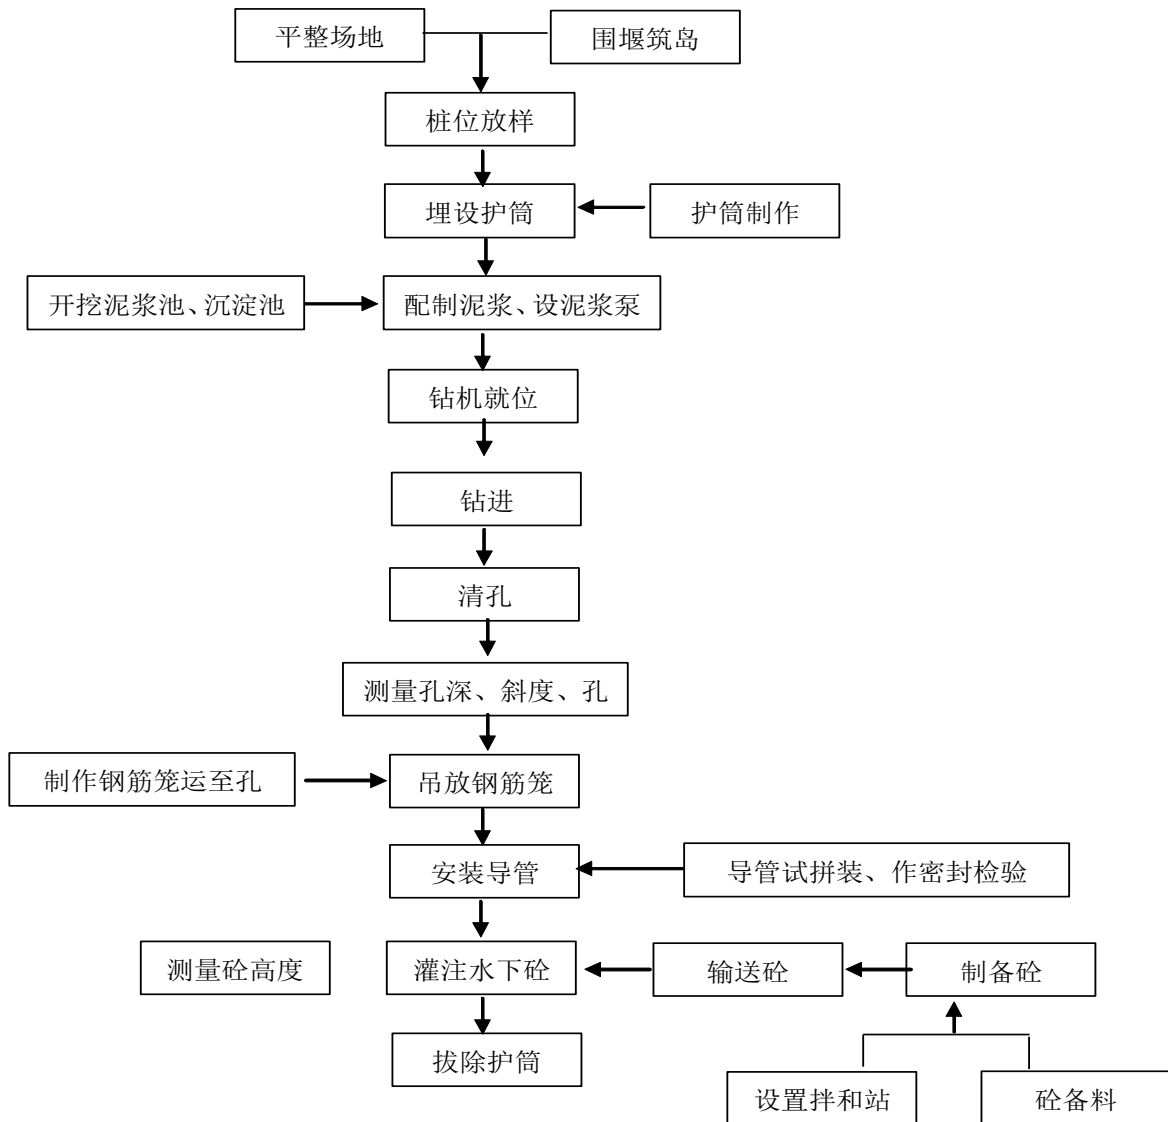 平整场地
围堰筑岛
桩位放样
埋设护筒
护筒制作
开挖泥浆池、沉淀池
配制泥浆、设泥浆泵
钻机就位
钻进
清孔
测量孔深、斜度、孔
制作钢筋笼运至孔
吊放钢筋笼
安装导管
导管试拼装、作密封检验
测量砼高度
灌注水下砼
输送砼
制备砼
拔除护筒
设置拌和站
砼备料